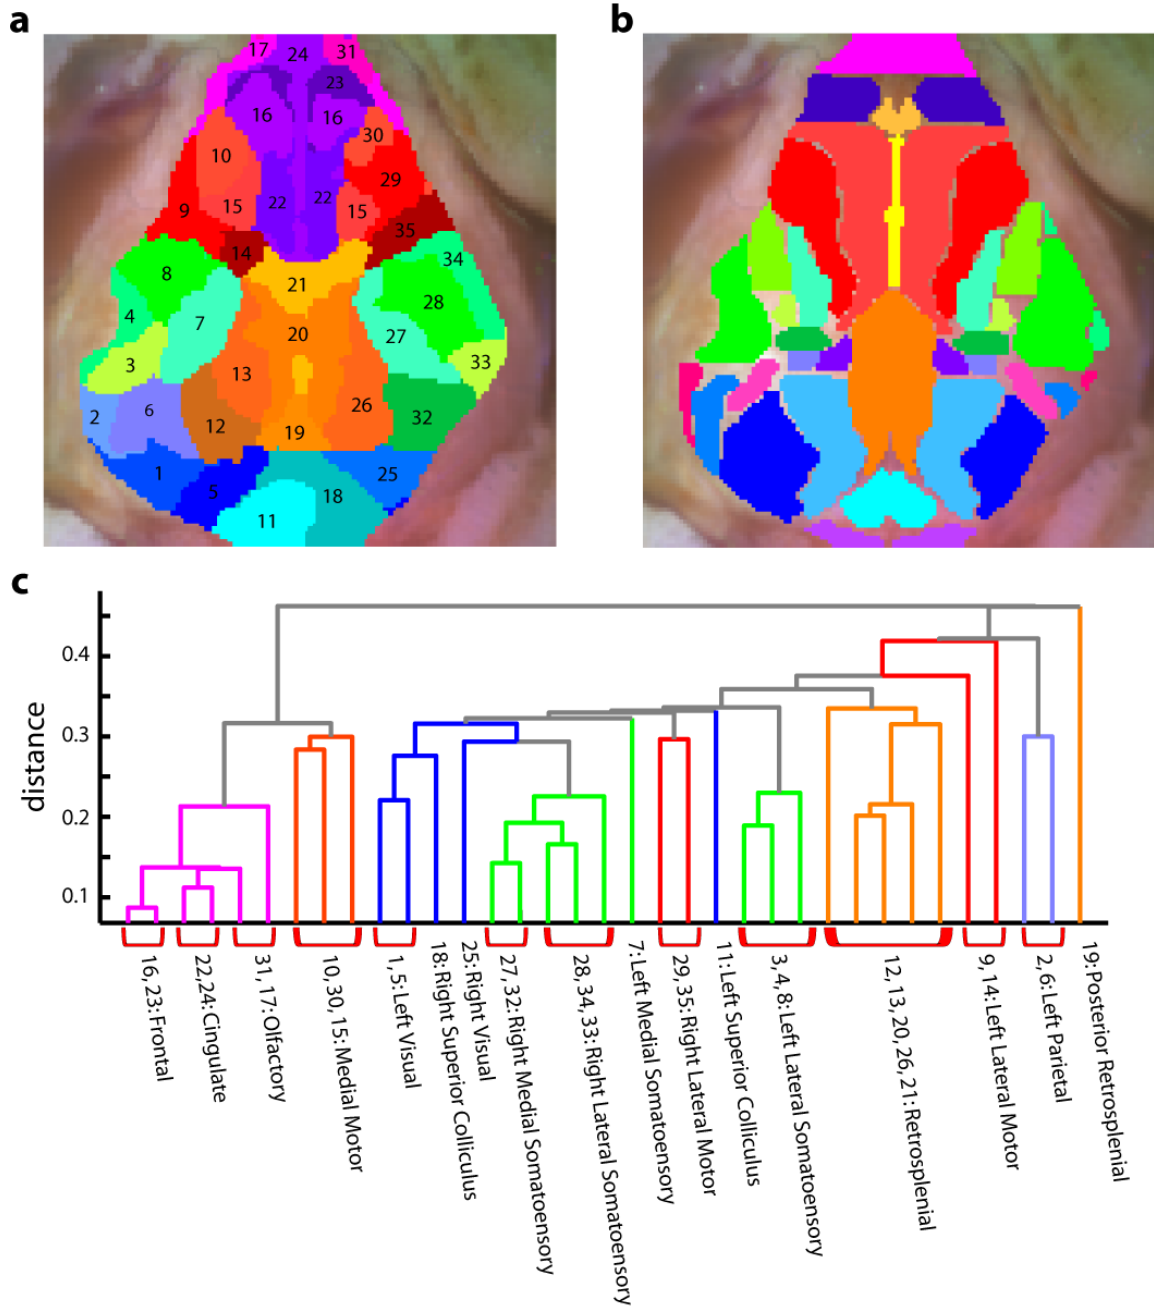 a
b
17
24
31
23
16
16
30
10
29
22
22
9
15
15
35
14
8
34
21
28
4
7
20
27
3
33
13
2
6
26
12
32
19
1
25
5
18
11
c
distance
0.4
0.3
0.2
0.1
16, 23: Frontal
22,24: Cingulate
31, 17: Olfactory
10, 30, 15: Medial Motor
1, 5: Left Visual
18: Right Superior Colliculus
25: Right Visual
27, 32: Right Medial Somatoensory
28, 34, 33: Right Lateral Somatoensory
7: Left Medial Somatoensory
29, 35: Right Lateral Motor
11: Left Superior Colliculus
3, 4, 8: Left Lateral Somatoensory
12, 13, 20, 26, 21: Retrosplenial
9, 14: Left Lateral Motor
2, 6: Left Parietal
19: Posterior Retrosplenial